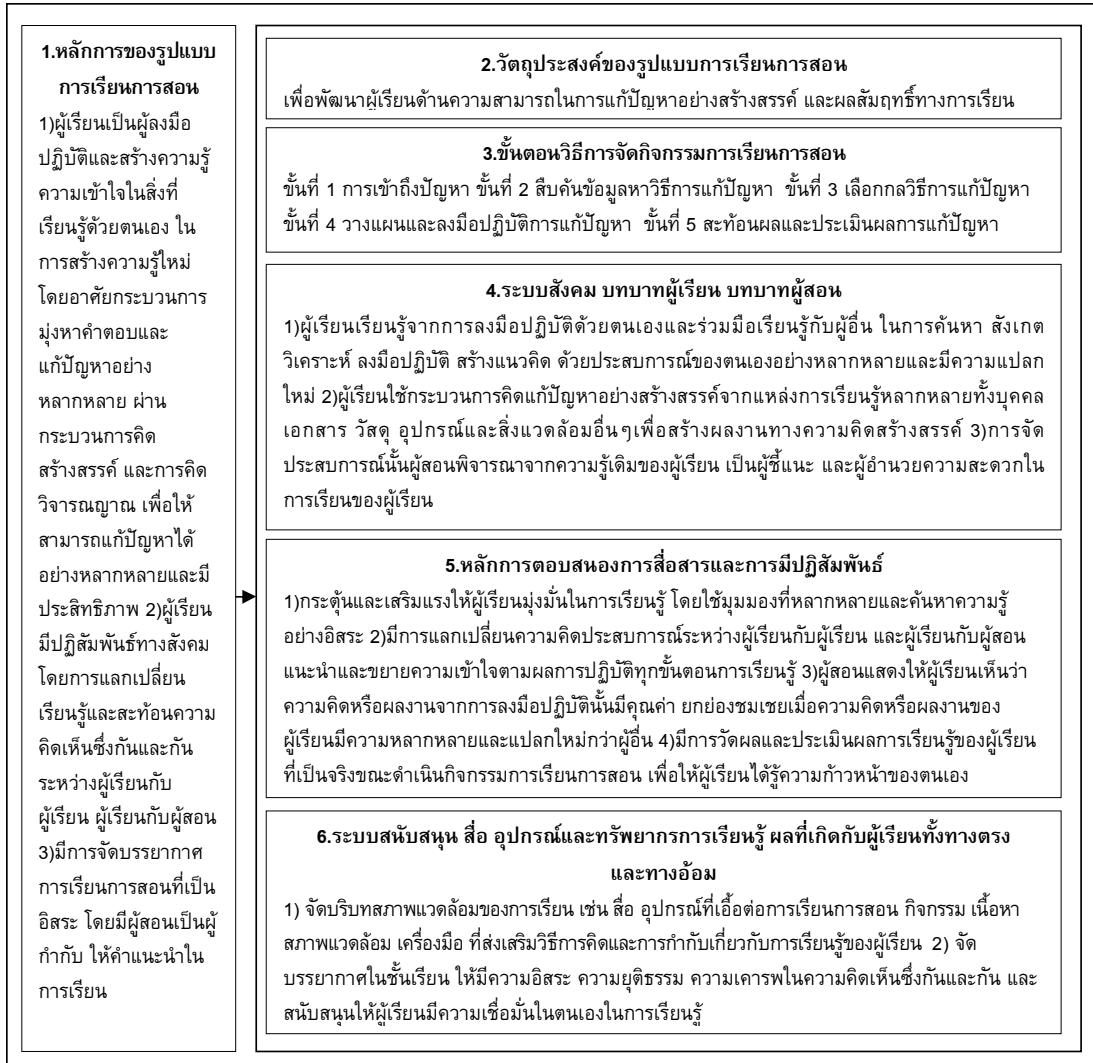 1.หลักการของรูปแบบ
การเรียนการสอน
1)ผู้เรียนเป็นผู้ลงมือ
ปฏิบัติและสร้างความรู้
ความเข้าใจในสิ่งที่
เรียนรู้ด้วยตนเอง ใน
การสร้างความรู้ใหม่
โดยอาศัยกระบวนการ
มุ่งหาคำตอบและ
แก้ปัญหาอย่าง
หลากหลาย ผ่าน
กระบวนการคิด
สร้างสรรค์ และการคิด
วิจารณญาณ เพื่อให้
สามารถแก้ปัญหาได้
อย่างหลากหลายและมี
ประสิทธิภาพ 2)ผู้เรียน
มีปฏิสัมพันธ์ทางสังคม
โดยการแลกเปลี่ยน
เรียนรู้และสะท้อนความ
คิดเห็นซึ่งกันและกัน
ระหว่างผู้เรียนกับ
ผู้เรียน ผู้เรียนกับผู้สอน
3)มีการจัดบรรยากาศ
การเรียนการสอนที่เป็น
อิสระ โดยมีผู้สอนเป็นผู้
กำกับ ให้คำแนะนำใน
การเรียน
2.วัตถุประสงค์ของรูปแบบการเรียนการสอน
เพื่อพัฒนาผู้เรียนด้านความสามารถในการแก้ปัญหาอย่างสร้างสรรค์ และผลสัมฤทธิ์ทางการเรียน
3.ขั้นตอนวิธีการจัดกิจกรรมการเรียนการสอน
ขั้นที่ 1 การเข้าถึงปัญหา ขั้นที่ 2 สืบค้นข้อมูลหาวิธีการแก้ปัญหา ขั้นที่ 3 เลือกกลวิธีการแก้ปัญหา
ขั้นที่ 4 วางแผนและลงมือปฏิบัติการแก้ปัญหา ขั้นที่ 5 สะท้อนผลและประเมินผลการแก้ปัญหา
4.ระบบสังคม บทบาทผู้เรียน บทบาทผู้สอน
1)ผู้เรียนเรียนรู้จากการลงมือปฏิบัติด้วยตนเองและร่วมมือเรียนรู้กับผู้อื่น ในการค้นหา สังเกต
วิเคราะห์ ลงมือปฏิบัติ สร้างแนวคิด ด้วยประสบการณ์ของตนเองอย่างหลากหลายและมีความแปลก
ใหม่ 2)ผู้เรียนใช้กระบวนการคิดแก้ปัญหาอย่างสร้างสรรค์จากแหล่งการเรียนรู้หลากหลายทั้งบุคคล
เอกสาร วัสดุ อุปกรณ์และสิ่งแวดล้อมอื่นๆเพื่อสร้างผลงานทางความคิดสร้างสรรค์ 3)การจัด
ประสบการณ์นั้นผู้สอนพิจารณาจากความรู้เดิมของผู้เรียน เป็นผู้ชี้แนะ และผู้อำนวยความสะดวกใน
การเรียนของผู้เรียน
5.หลักการตอบสนองการสื่อสารและการมีปฏิสัมพันธ์
1)กระตุ้นและเสริมแรงให้ผู้เรียนมุ่งมั่นในการเรียนรู้ โดยใช้มุมมองที่หลากหลายและค้นหาความรู้
อย่างอิสระ 2)มีการแลกเปลี่ยนความคิดประสบการณ์ระหว่างผู้เรียนกับผู้เรียน และผู้เรียนกับผู้สอน
แนะนำและขยายความเข้าใจตามผลการปฏิบัติทุกขั้นตอนการเรียนรู้ 3)ผู้สอนแสดงให้ผู้เรียนเห็นว่า
ความคิดหรือผลงานจากการลงมือปฏิบัตินั้นมีคุณค่า ยกย่องชมเชยเมื่อความคิดหรือผลงานของ
ผู้เรียนมีความหลากหลายและแปลกใหม่กว่าผู้อื่น 4)มีการวัดผลและประเมินผลการเรียนรู้ของผู้เรียน
ที่เป็นจริงขณะดำเนินกิจกรรมการเรียนการสอน เพื่อให้ผู้เรียนได้รู้ความก้าวหน้าของตนเอง
6.ระบบสนับสนุน สื่อ อุปกรณ์และทรัพยากรการเรียนรู้ ผลที่เกิดกับผู้เรียนทั้งทางตรง
และทางอ้อม
1) จัดบริบทสภาพแวดล้อมของการเรียน เช่น สื่อ อุปกรณ์ที่เอื้อต่อการเรียนการสอน กิจกรรม เนื้อหา
สภาพแวดล้อม เครื่องมือ ที่ส่งเสริมวิธีการคิดและการกำกับเกี่ยวกับการเรียนรู้ของผู้เรียน 2) จัด
บรรยากาศในชั้นเรียน ให้มีความอิสระ ความยุติธรรม ความเคารพในความคิดเห็นซึ่งกันและกัน และ
สนับสนุนให้ผู้เรียนมีความเชื่อมั่นในตนเองในการเรียนรู้